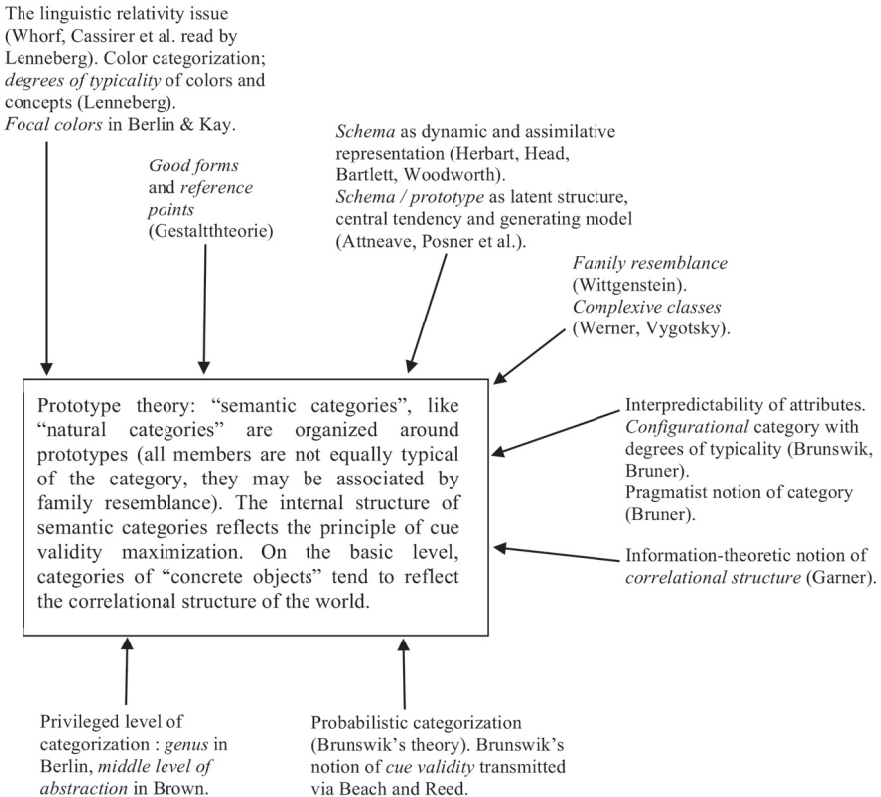 The linguistic relativity issue
(Whorf, Cassirer et al. read by
Lenneberg). Color categorization;
degrees of typicality of colors and
concepts (Lenneberg).
Focal colors in Berlin & Kay.
Good forms
and reference
points
(Gestaltthteorie)
Schema as dynamic and assimilative
representation (Herbart, Head,
Bartlett, Woodworth).
Schema / prototype as latent structure,
central tendency and generating model
(Attneave, Posner et al.).
Family resemblance
(Wittgenstein).
Complexive classes
(Werner, Vygotsky).
Prototype theory: “semantic categories”, like
“natural categories” are organized around
prototypes (all members are not equally typical
of the category, they may be associated by
family resemblance). The internal structure of
semantic categories reflects the principle of cue
validity maximization. On the basic level,
categories of “concrete objects” tend to reflect
the correlational structure of the world.
Interpredictability of attributes.
Configurational category with
degrees of typicality (Brunswik,
Bruner).
Pragmatist notion of category
(Bruner).
Information-theoretic notion of
correlational structure (Garner).
Privileged level of
categorization : genus in
Berlin, middle level of
abstraction in Brown.
Probabilistic categorization
(Brunswik’s theory). Brunswik’s
notion of cue validity transmitted
via Beach and Reed.